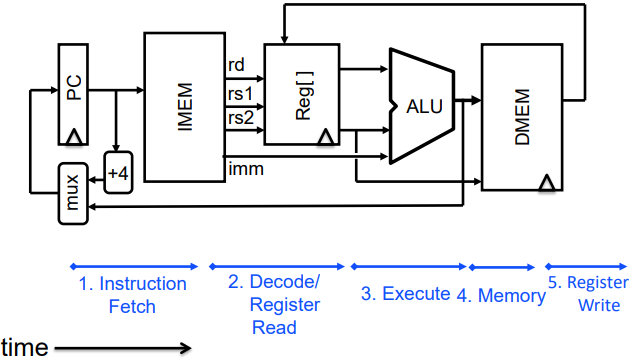 PC
IMEM
rd
rs1
rs2
imm
Reg[ ]
ALU
DMEM
+4
mux
1. Instruction
Fetch
2. Decode/
Register
Read
3. Execute
4. Memory
5. Register
Write
time